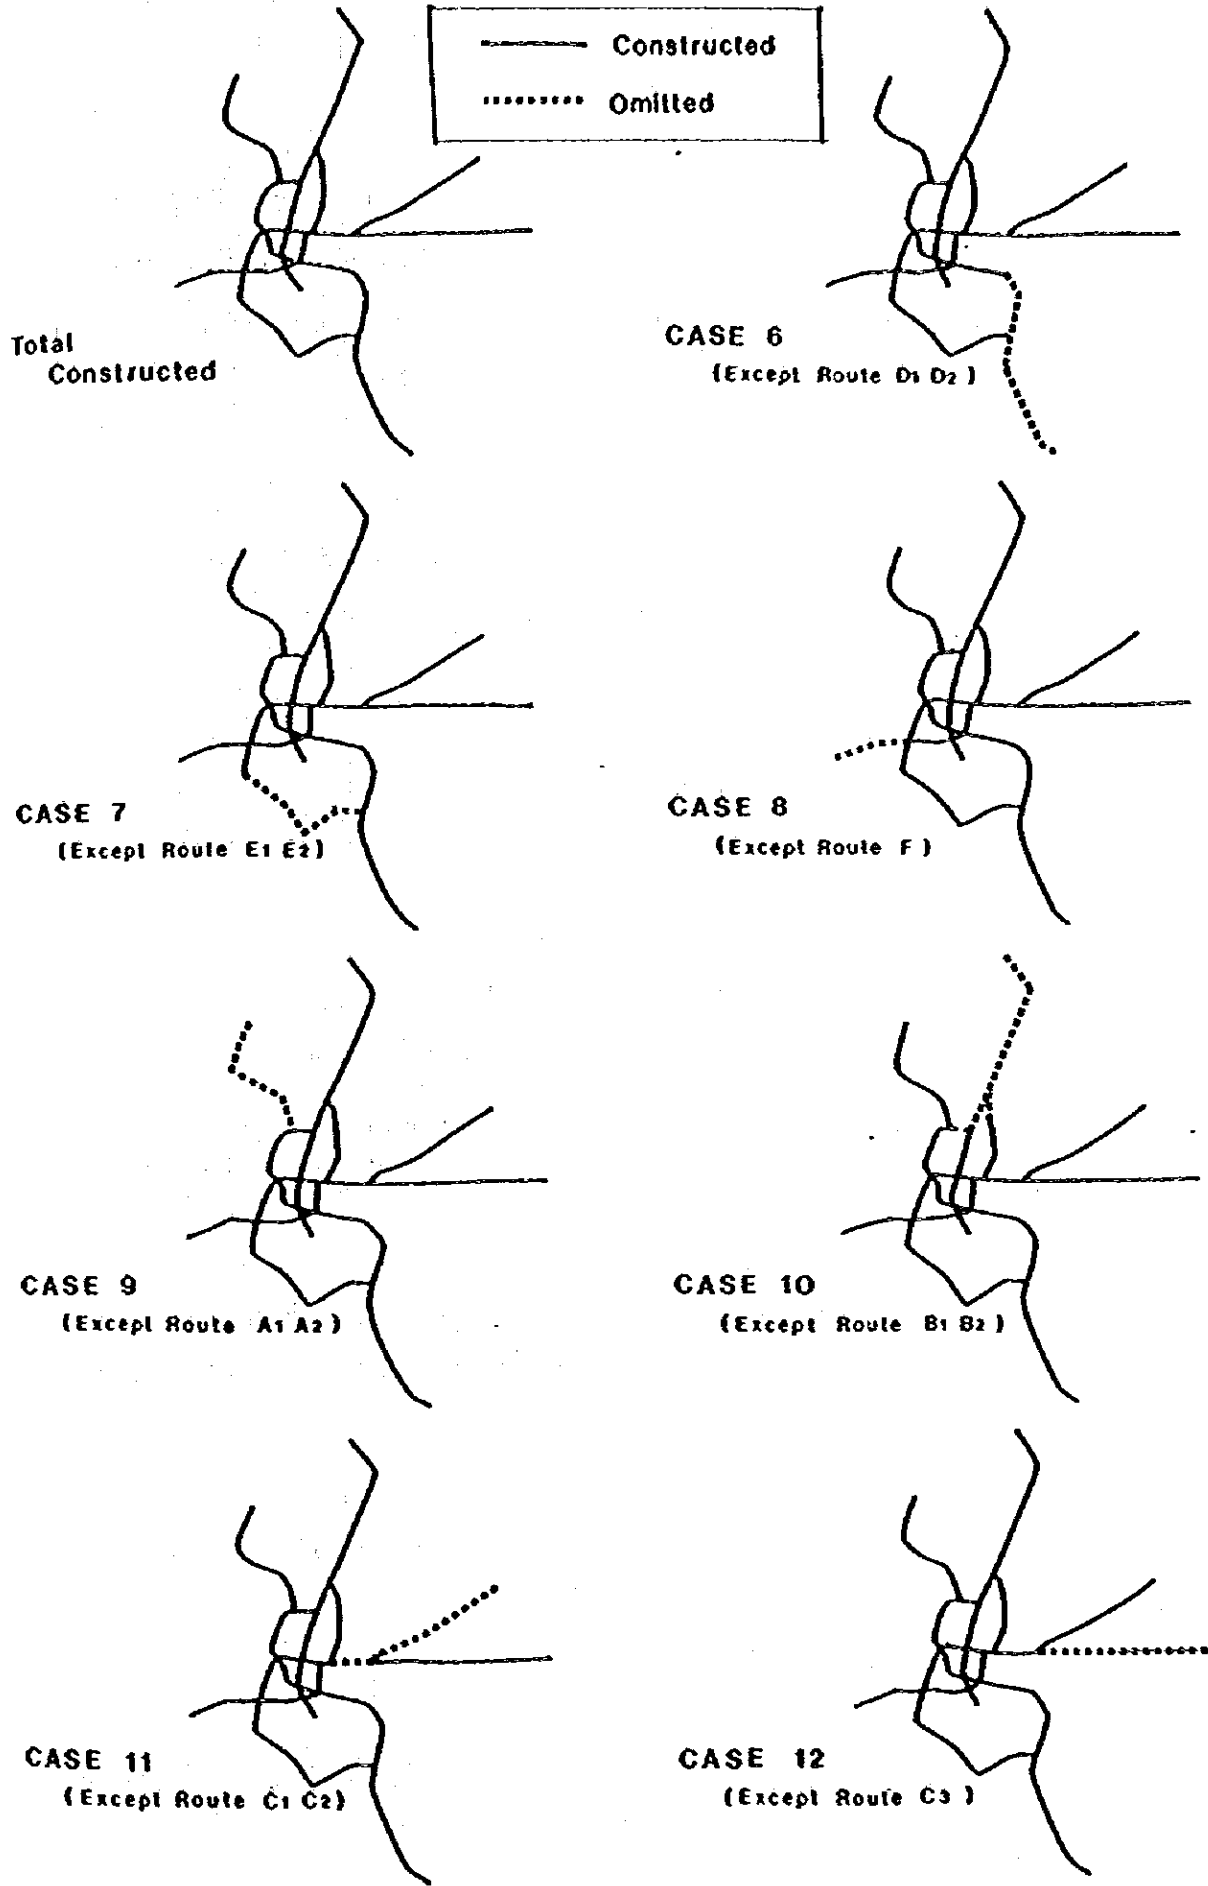 Constructed
Omitted
Total
Constructed
CASE 6
(Except Route D1 D2)
CASE 7
(Except Route E1 E2)
CASE 8
(Except Route F)
CASE 9
(Except Route A1 A2)
CASE 10
(Except Route B1 B2)
CASE 11
(Except Route C1 C2)
CASE 12
(Except Route C3)